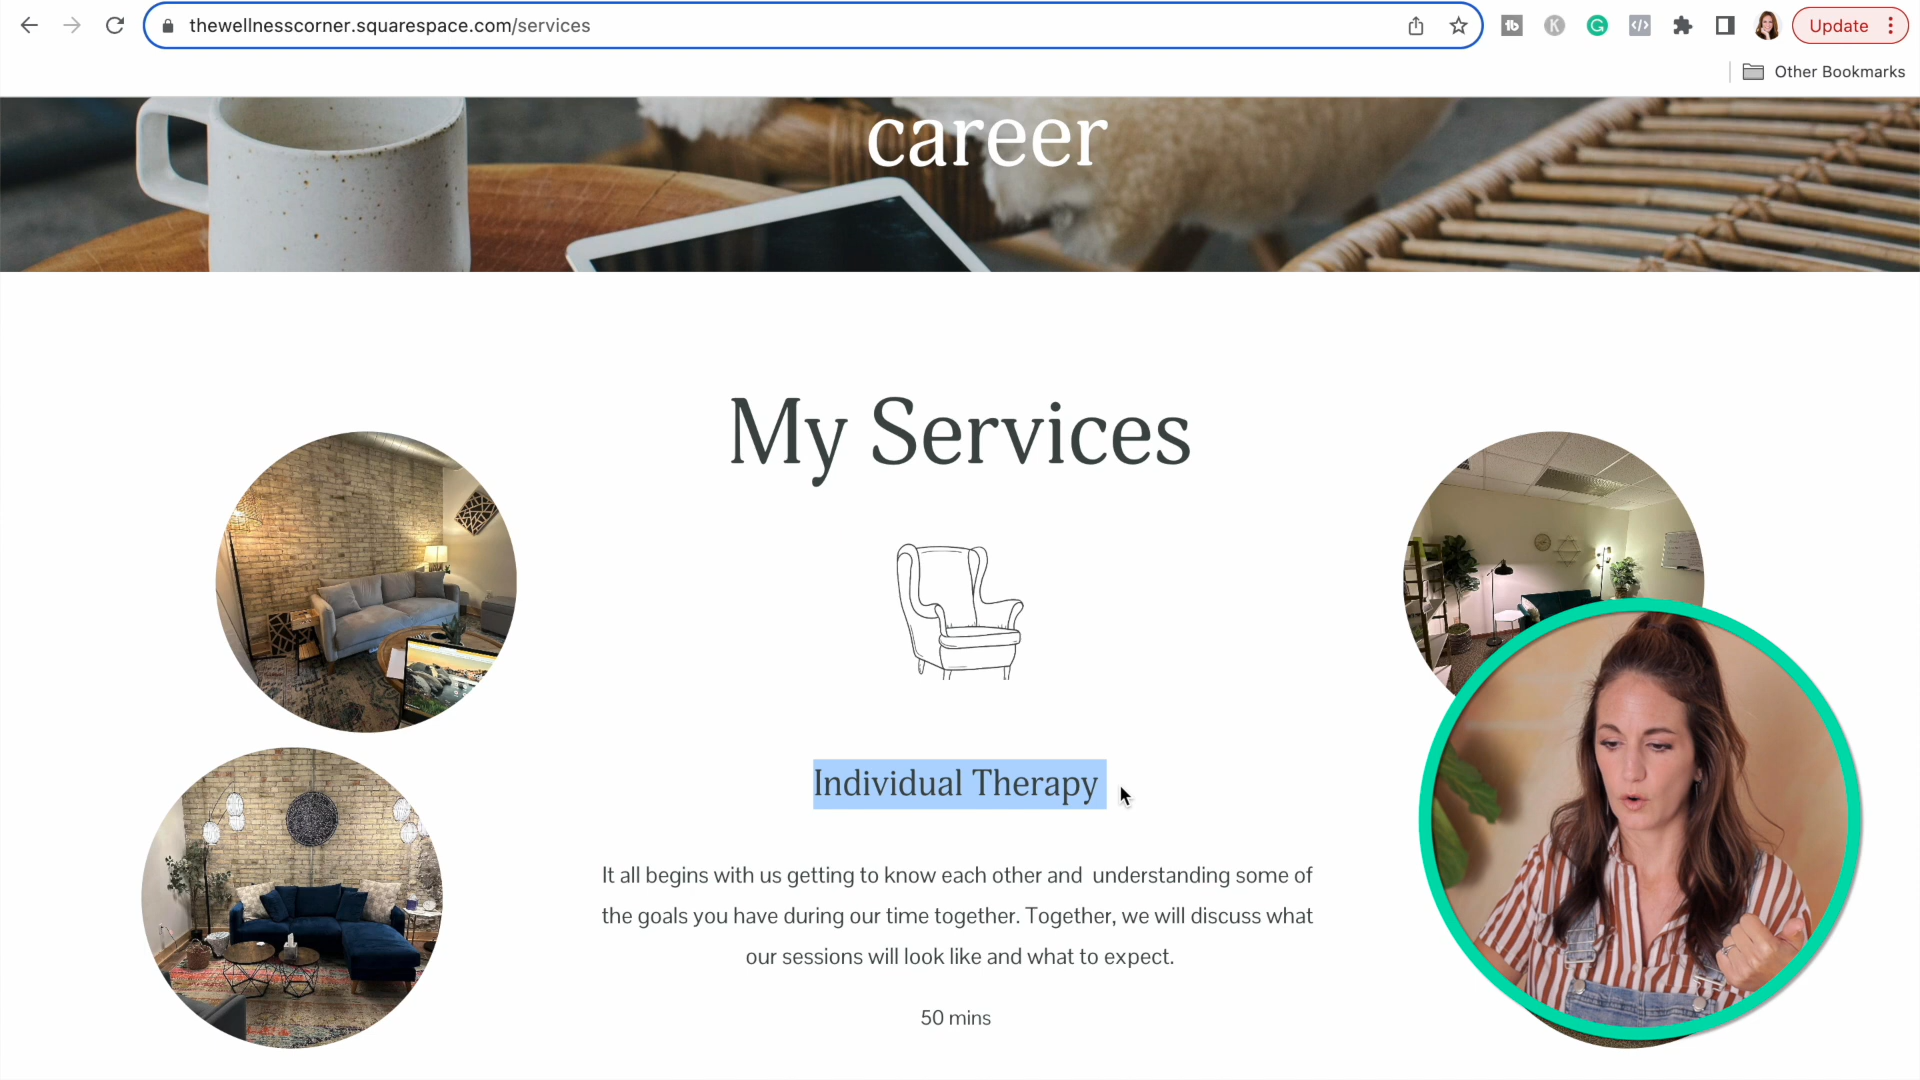 thewellnesscorner.squarespace.com/services
Update
Other Bookmarks
career
My Services
Individual Therapy
It all begins with us getting to know each other and understanding some of
the goals you have during our time together. Together, we will discuss what
our sessions will look like and what to expect.
50 mins